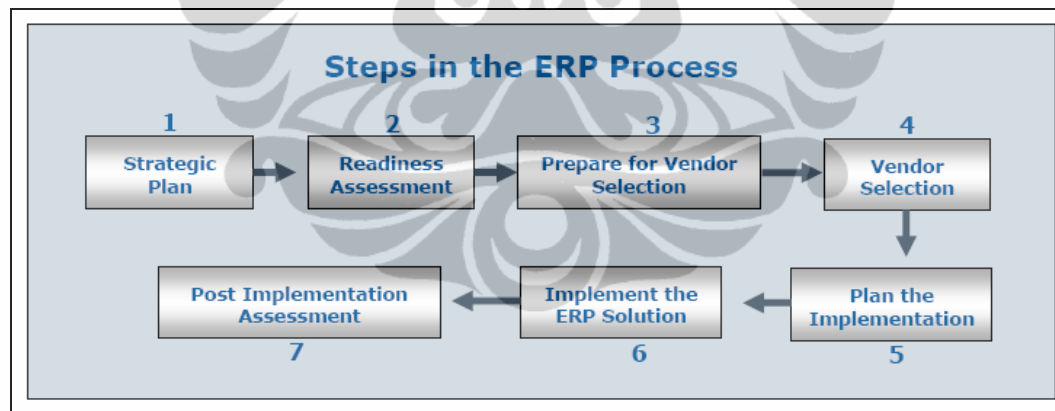 Steps in the ERP Process
1
Strategic
Plan
2
Readiness
Assessment
3
Prepare for Vendor
Selection
4
Vendor
Selection
Plan the
Implementation
5
Implement the
ERP Solution
6
Post Implementation
Assessment
7